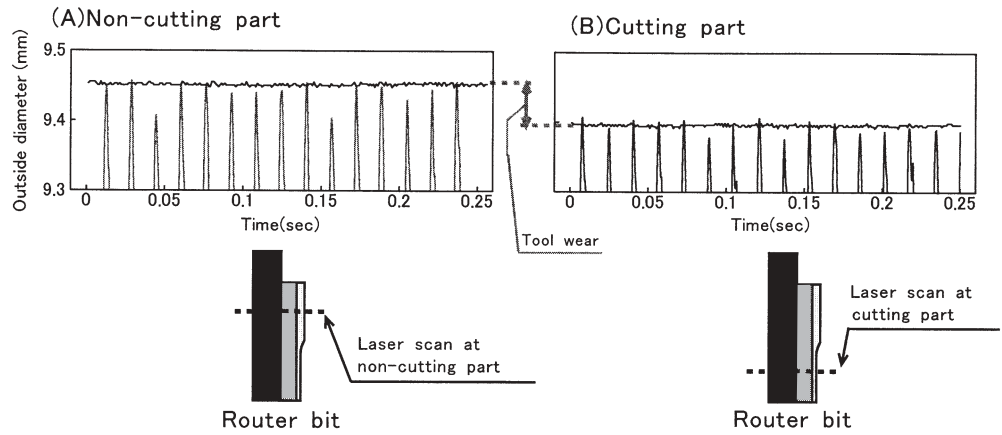 (A)Non-cutting part
Outside diameter (mm)
9.5
9.4
9.3
0 0.05 0.1 0.15 0.2 0.25
Time(sec)
(B)Cutting part
0 0.05 0.1 0.15 0.2 0.25
Time(sec)
Tool wear
Laser scan at
non-cutting part
Router bit
Laser scan at
cutting part
Router bit